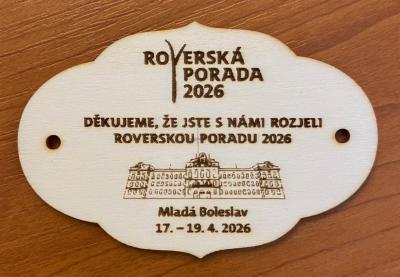 ROVERSKÁ
PORADA
2026
DĚKUJEME, ŽE JSTE S NÁMI ROZJELI
ROVERSKOU PORADU 2026
Mladá Boleslav
17. – 19. 4. 2026